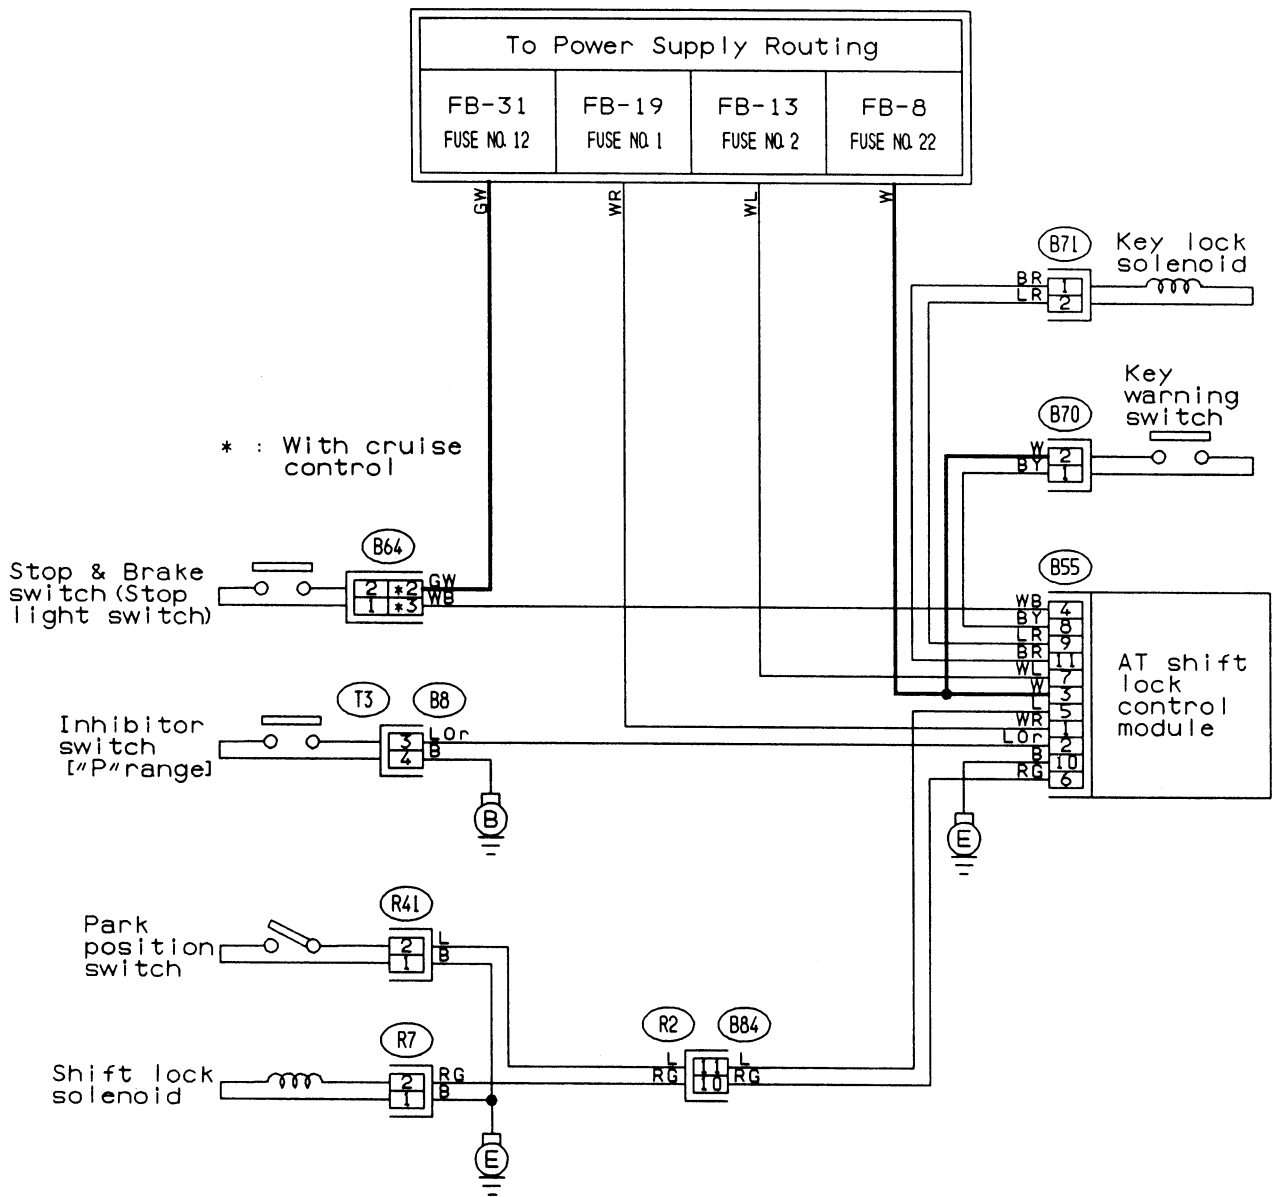 To Power Supply Routing
FB-31
FUSE NO. 12
FB-19
FUSE NO. 1
FB-13
FUSE NO. 2
FB-8
FUSE NO. 22
GW
WR
WL
W
B71
Key lock
solenoid
BR
1
LR
2
Key
warning
switch
B70
W
2
BY
1
* : With cruise
control
B64
Stop & Brake
switch (Stop
light switch)
2
*2
GW
1
*3
WB
B55
WB
4
BY
8
LR
9
BR
11
WL
7
W
3
L
5
WR
1
LOr
2
B
10
RG
6
AT shift
lock
control
module
T3
B8
Inhibitor
switch
["P"range]
3
LOr
4
B
B
E
R41
Park
position
switch
2
L
1
B
R2
B84
L
11
L
RG
10
RG
R7
Shift lock
solenoid
2
RG
1
B
E